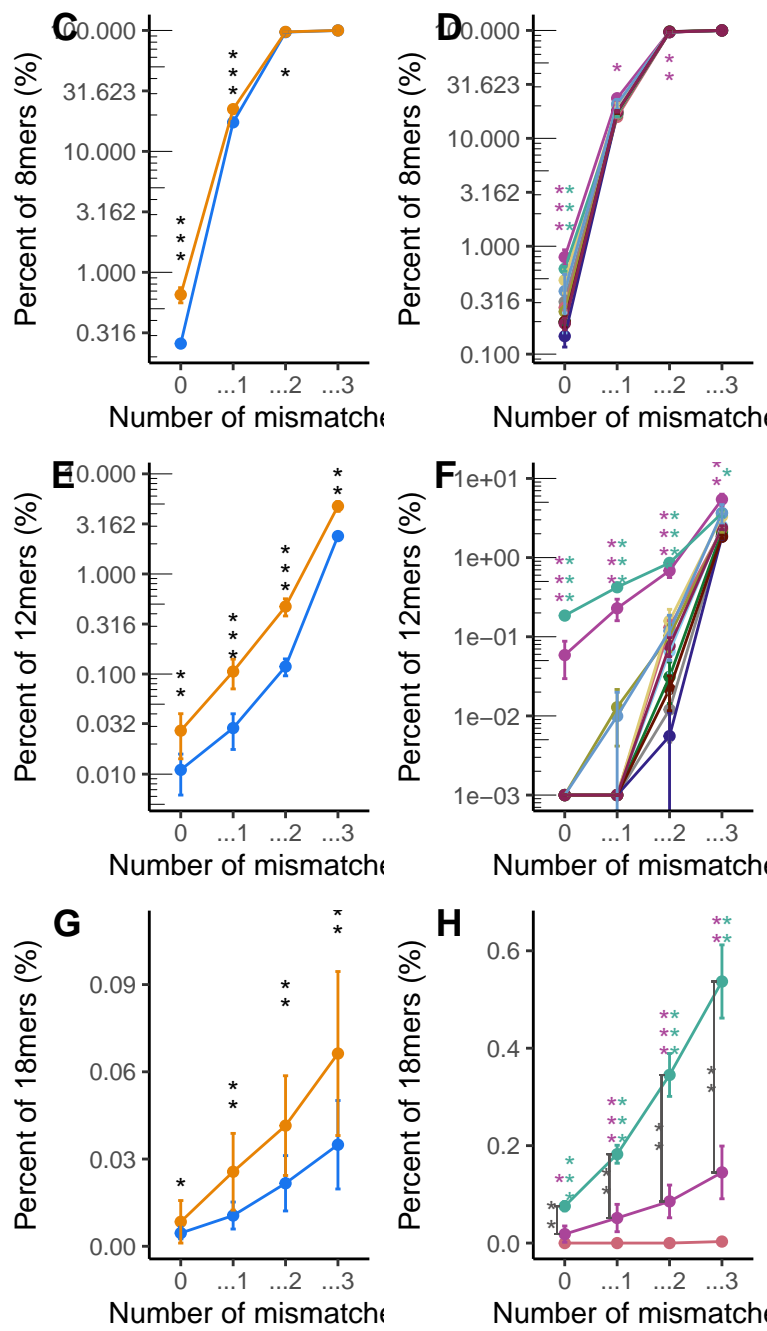 C
Percent of 8mers (%)
100.000
31.623
10.000
3.162
1.000
0.316
* * *
* * *
*
0 ...1 ...2 ...3
Number of mismatche
D
Percent of 8mers (%)
100.000
31.623
10.000
3.162
1.000
0.316
0.100
* *
* *
* *
*
* *
0 ...1 ...2 ...3
Number of mismatche
E
Percent of 12mers (%)
10.000
3.162
1.000
0.316
0.100
0.032
0.010
* *
* * *
* * *
* *
0 ...1 ...2 ...3
Number of mismatche
F
Percent of 12mers (%)
1e+01
1e+00
1e−01
1e−02
1e−03
* *
* *
* *
* *
* *
* *
* *
* *
* *
*
* *
0 ...1 ...2 ...3
Number of mismatche
G
Percent of 18mers (%)
0.09
0.06
0.03
0.00
*
* *
* *
* *
0 ...1 ...2 ...3
Number of mismatche
H
Percent of 18mers (%)
0.6
0.4
0.2
0.0
* *
* *
* *
* *
* *
* *
* *
* *
* *
* *
* *
* *
* *
0 ...1 ...2 ...3
Number of mismatche